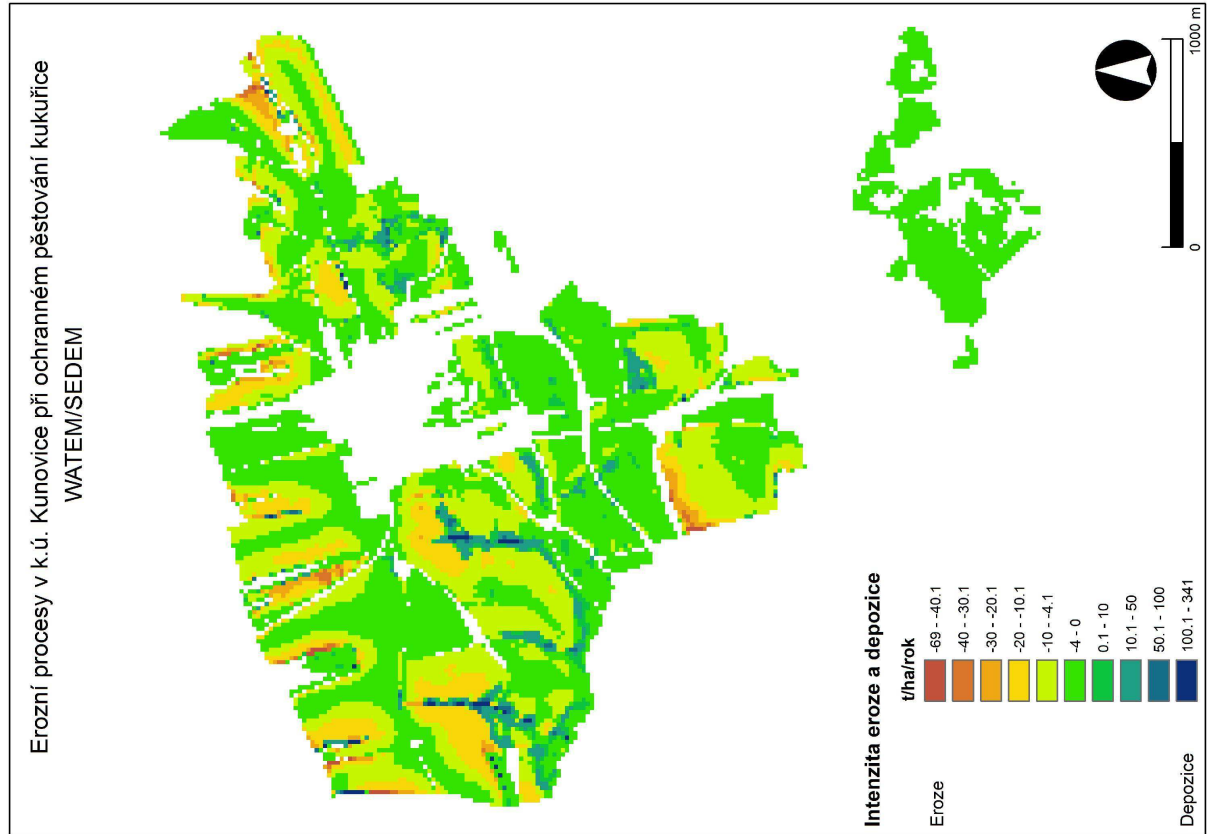 Erozní procesy v k.ú. Kunovice při ochranném pěstování kukuřice
WATEM/SEDEM
Intenzita eroze a depozice
t/ha/rok
Eroze
-69 - -40.1
-40 - -30.1
-30 - -20.1
-20 - -10.1
-10 - -4.1
-4 - 0
0.1 - 10
10.1 - 50
50.1 - 100
100.1 - 341
Depozice
0
1000 m